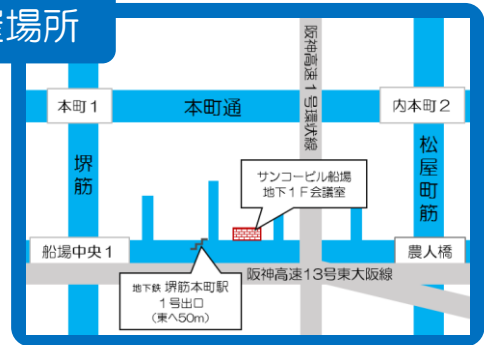 場所
阪神高速1号環状線
本町1
本町通
内本町2
堺筋
松屋町筋
サンコービル船場
地下1F会議室
船場中央1
農人橋
阪神高速13号東大阪線
地下鉄 堺筋本町駅
1号出口
(東へ50m)